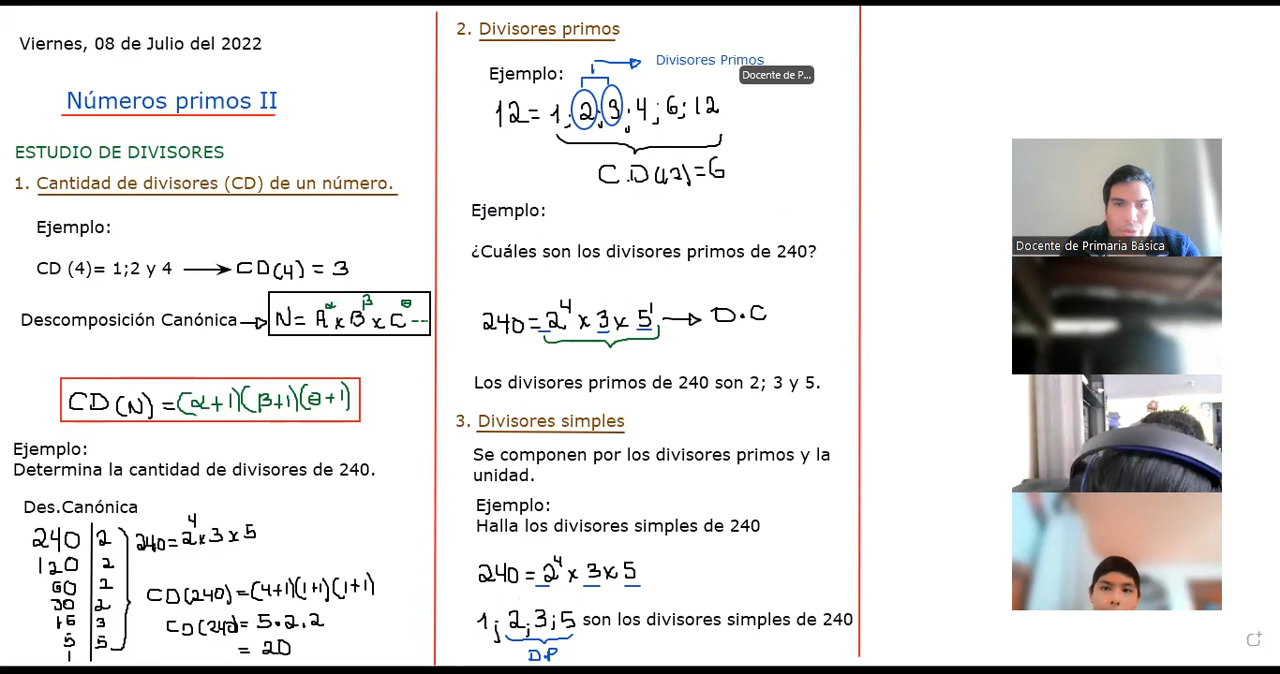 Viernes, 08 de Julio del 2022
Números primos II
ESTUDIO DE DIVISORES
1. Cantidad de divisores (CD) de un número.
Ejemplo:
CD (4)= 1;2 y 4 → CD(4) = 3
Descomposición Canónica → N = A^α x B^β x C^θ ---
CD(N) = (α+1)(β+1)(θ+1)
Ejemplo:
Determina la cantidad de divisores de 240.
Des.Canónica
240 | 2
120 | 2
60 | 2
30 | 2
15 | 3
5 | 5
1
240 = 2^4 x 3 x 5
CD(240) = (4+1)(1+1)(1+1)
CD(240) = 5.2.2
= 20
2. Divisores primos
Divisores Primos
Docente de P...
Ejemplo:
12 = 1; 2; 3; 4; 6; 12
C.D(12) = 6
Ejemplo:
¿Cuáles son los divisores primos de 240?
240 = 2^4 x 3 x 5^1 → D.C
Los divisores primos de 240 son 2; 3 y 5.
3. Divisores simples
Se componen por los divisores primos y la
unidad.
Ejemplo:
Halla los divisores simples de 240
240 = 2^4 x 3 x 5
1; 2; 3; 5 son los divisores simples de 240
D.P
Docente de Primaria Básica